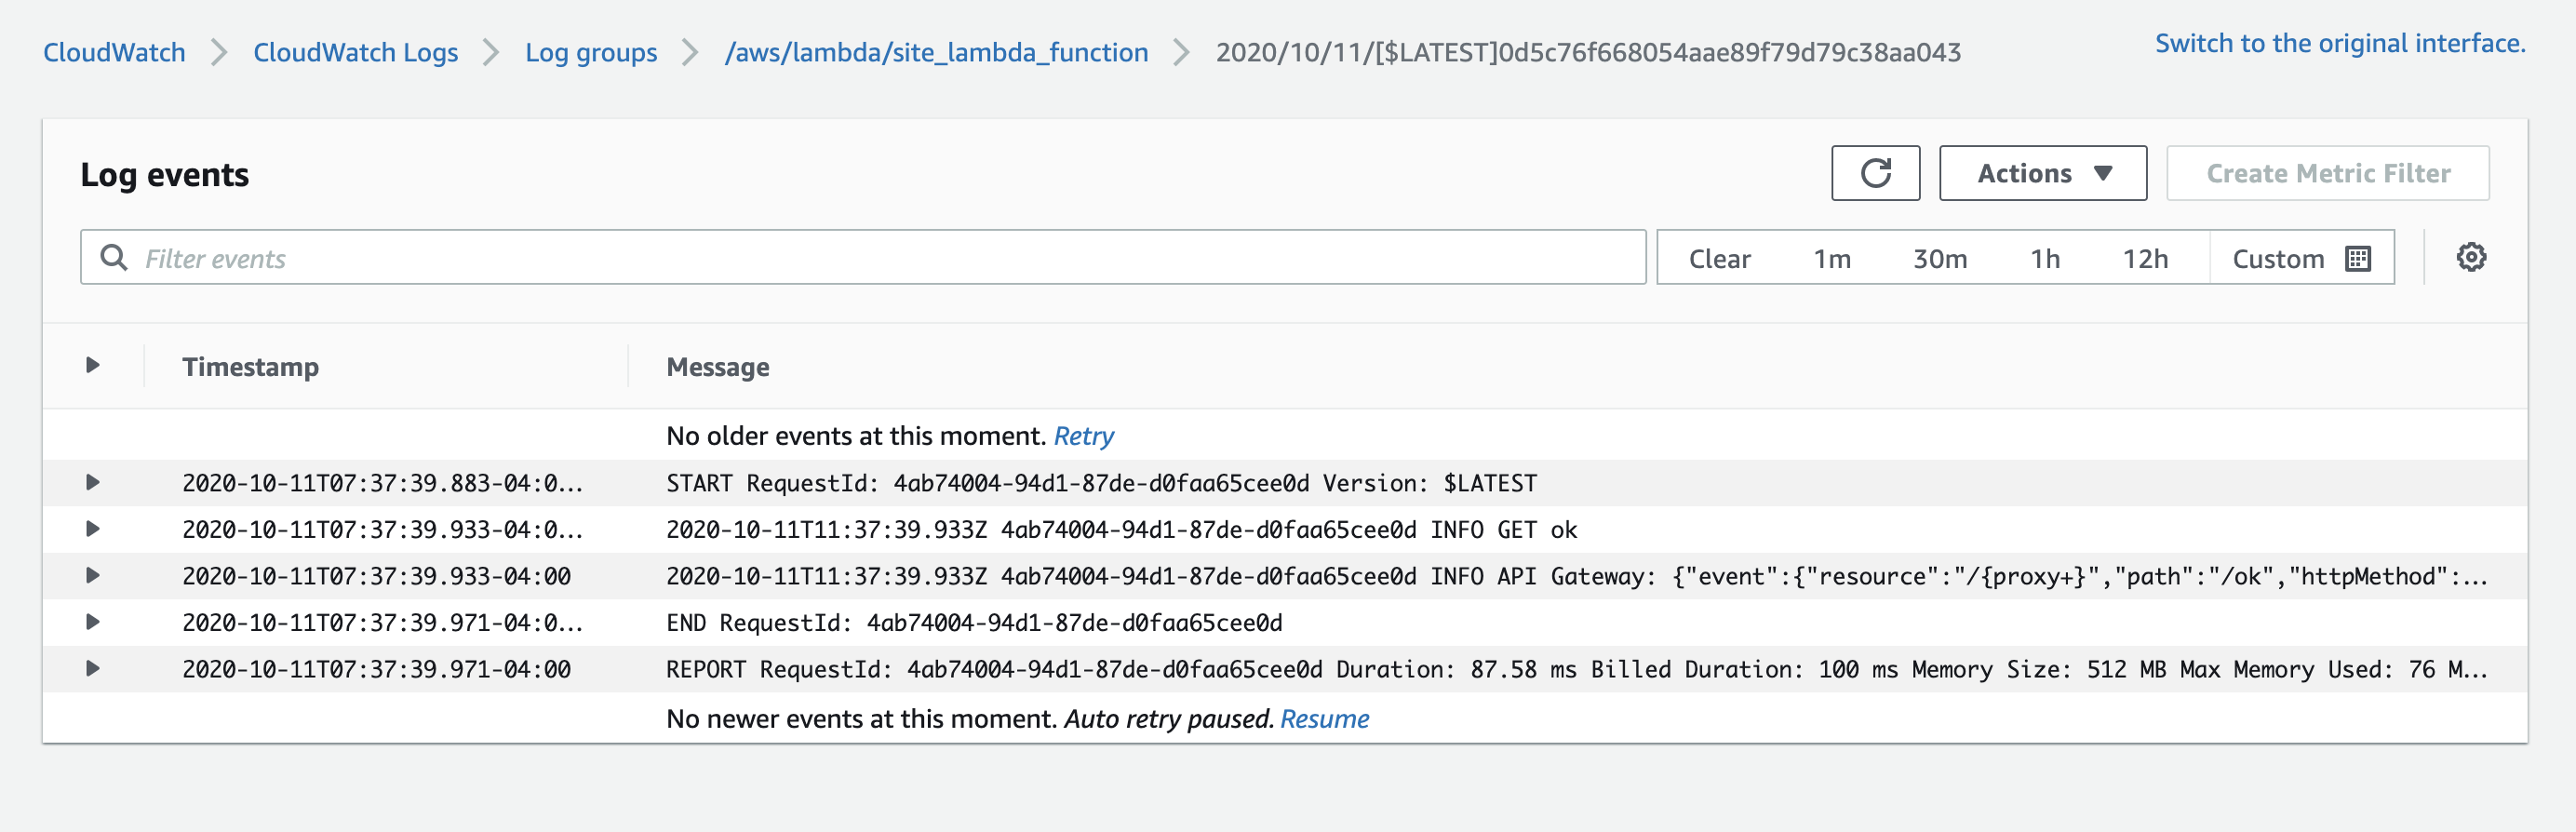 CloudWatch CloudWatch Logs Log groups /aws/lambda/site_lambda_function 2020/10/11/[$LATEST]0d5c76f668054aae89f79d79c38aa043 Switch to the original interface.
Log events Actions Create Metric Filter
Filter events Clear 1m 30m 1h 12h Custom
Timestamp Message
No older events at this moment. Retry
2020-10-11T07:37:39.883-04:0... START RequestId: 4ab74004-94d1-87de-d0faa65cee0d Version: $LATEST
2020-10-11T07:37:39.933-04:0... 2020-10-11T11:37:39.933Z 4ab74004-94d1-87de-d0faa65cee0d INFO GET ok
2020-10-11T07:37:39.933-04:00 2020-10-11T11:37:39.933Z 4ab74004-94d1-87de-d0faa65cee0d INFO API Gateway: {"event":{"resource":"/{proxy+}","path":"/ok","httpMethod":...
2020-10-11T07:37:39.971-04:0... END RequestId: 4ab74004-94d1-87de-d0faa65cee0d
2020-10-11T07:37:39.971-04:00 REPORT RequestId: 4ab74004-94d1-87de-d0faa65cee0d Duration: 87.58 ms Billed Duration: 100 ms Memory Size: 512 MB Max Memory Used: 76 M...
No newer events at this moment. Auto retry paused. Resume